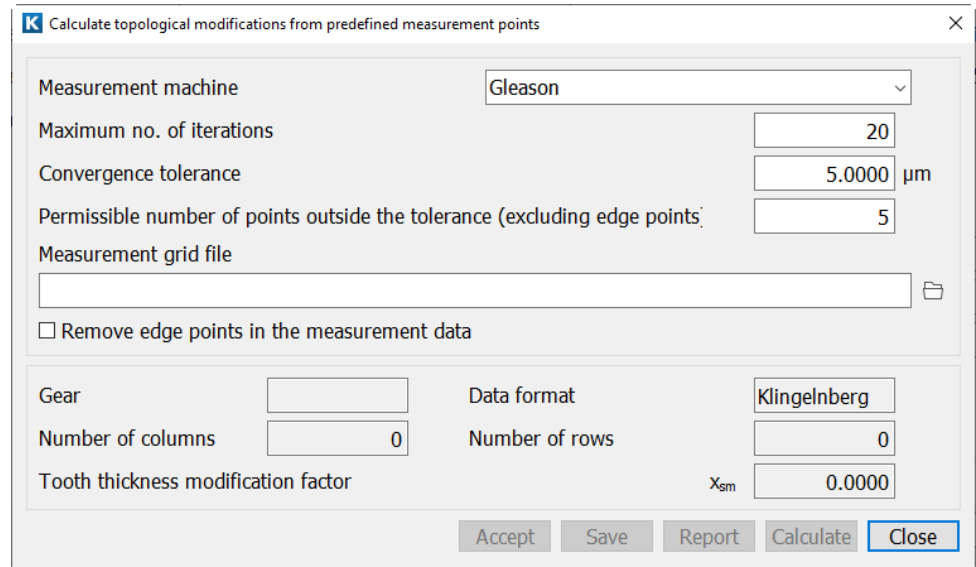 K Calculate topological modifications from predefined measurement points
Measurement machine Gleason
Maximum no. of iterations 20
Convergence tolerance 5.0000 µm
Permissible number of points outside the tolerance (excluding edge points) 5
Measurement grid file
Remove edge points in the measurement data
Gear Data format Klingelnberg
Number of columns 0 Number of rows 0
Tooth thickness modification factor xsm 0.0000
Accept Save Report Calculate Close